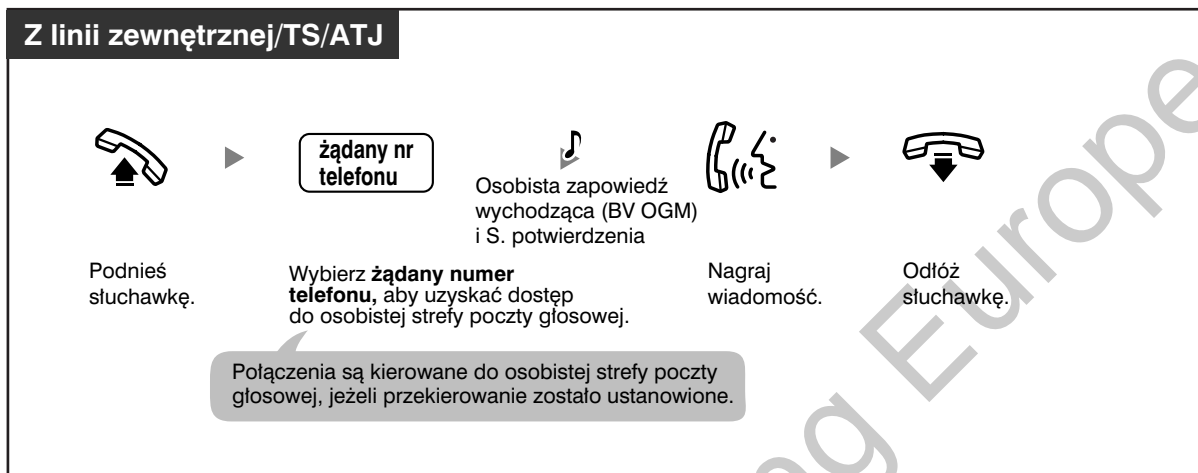 Z linii zewnętrznej/TS/ATJ
żądany nr
telefonu
Osobista zapowiedź
wychodząca (BV OGM)
i S. potwierdzenia
Podnieś
słuchawkę.
Wybierz żądany numer
telefonu, aby uzyskać dostęp
do osobistej strefy poczty głosowej.
Nagraj
wiadomość.
Odłóż
słuchawkę.
Połączenia są kierowane do osobistej strefy poczty
głosowej, jeżeli przekierowanie zostało ustanowione.
Europe